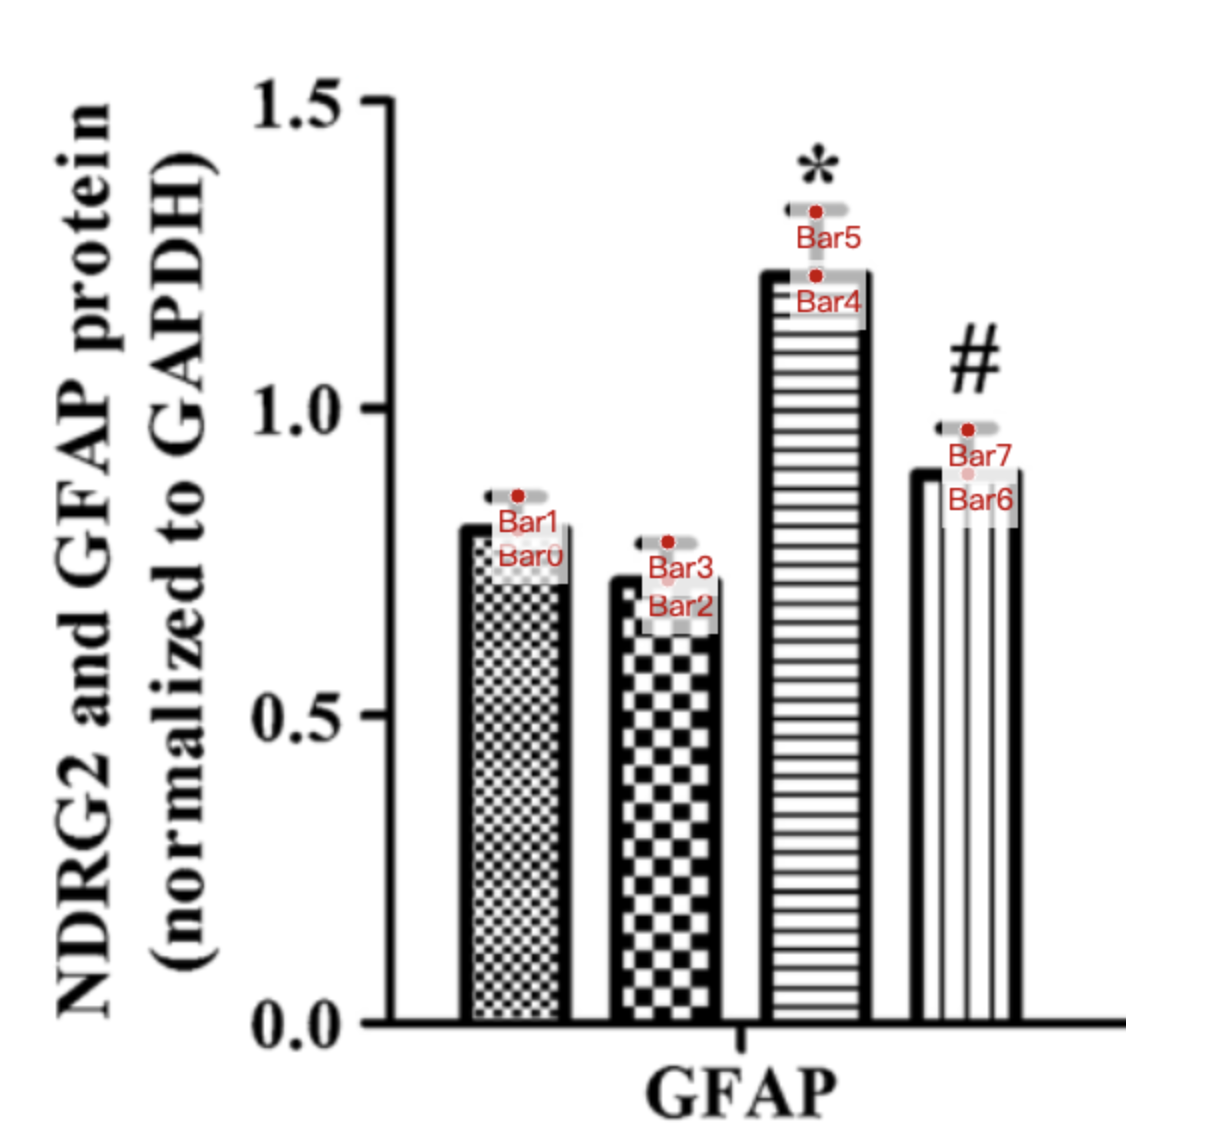 NDRG2 and GFAP protein
(normalized to GAPDH)
1.5
1.0
0.5
0.0
*
Bar5
Bar4
#
Bar7
Bar6
Bar1
Bar0
Bar3
Bar2
GFAP